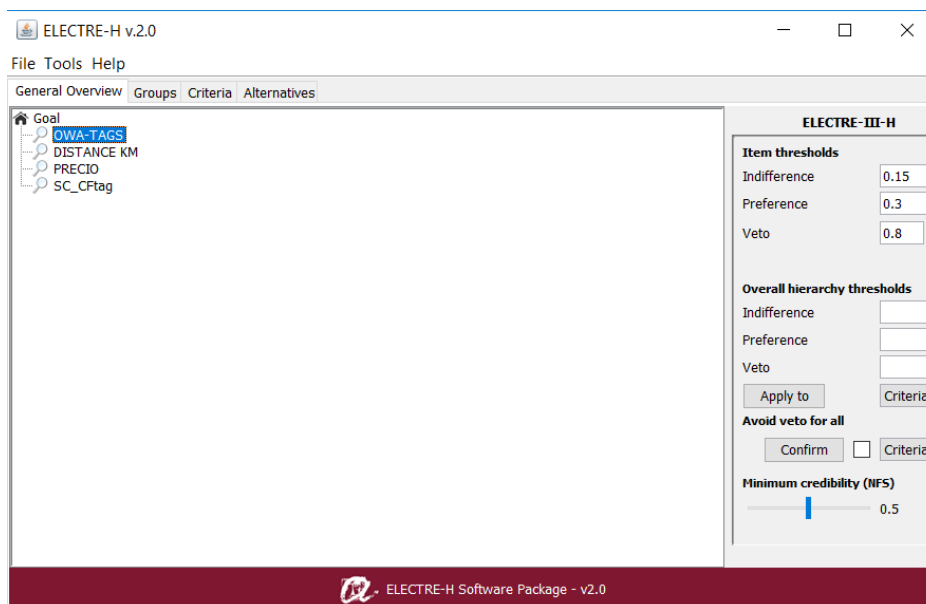 ELECTRE-H v.2.0
File Tools Help
General Overview Groups Criteria Alternatives
Goal
OWA-TAGS
DISTANCE KM
PRECIO
SC_CFtag
ELECTRE-III-H
Item thresholds
Indifference 0.15
Preference 0.3
Veto 0.8
Overall hierarchy thresholds
Indifference
Preference
Veto
Apply to Criteria
Avoid veto for all
Confirm Criteria
Minimum credibility (NFS)
0.5
ELECTRE-H Software Package - v2.0